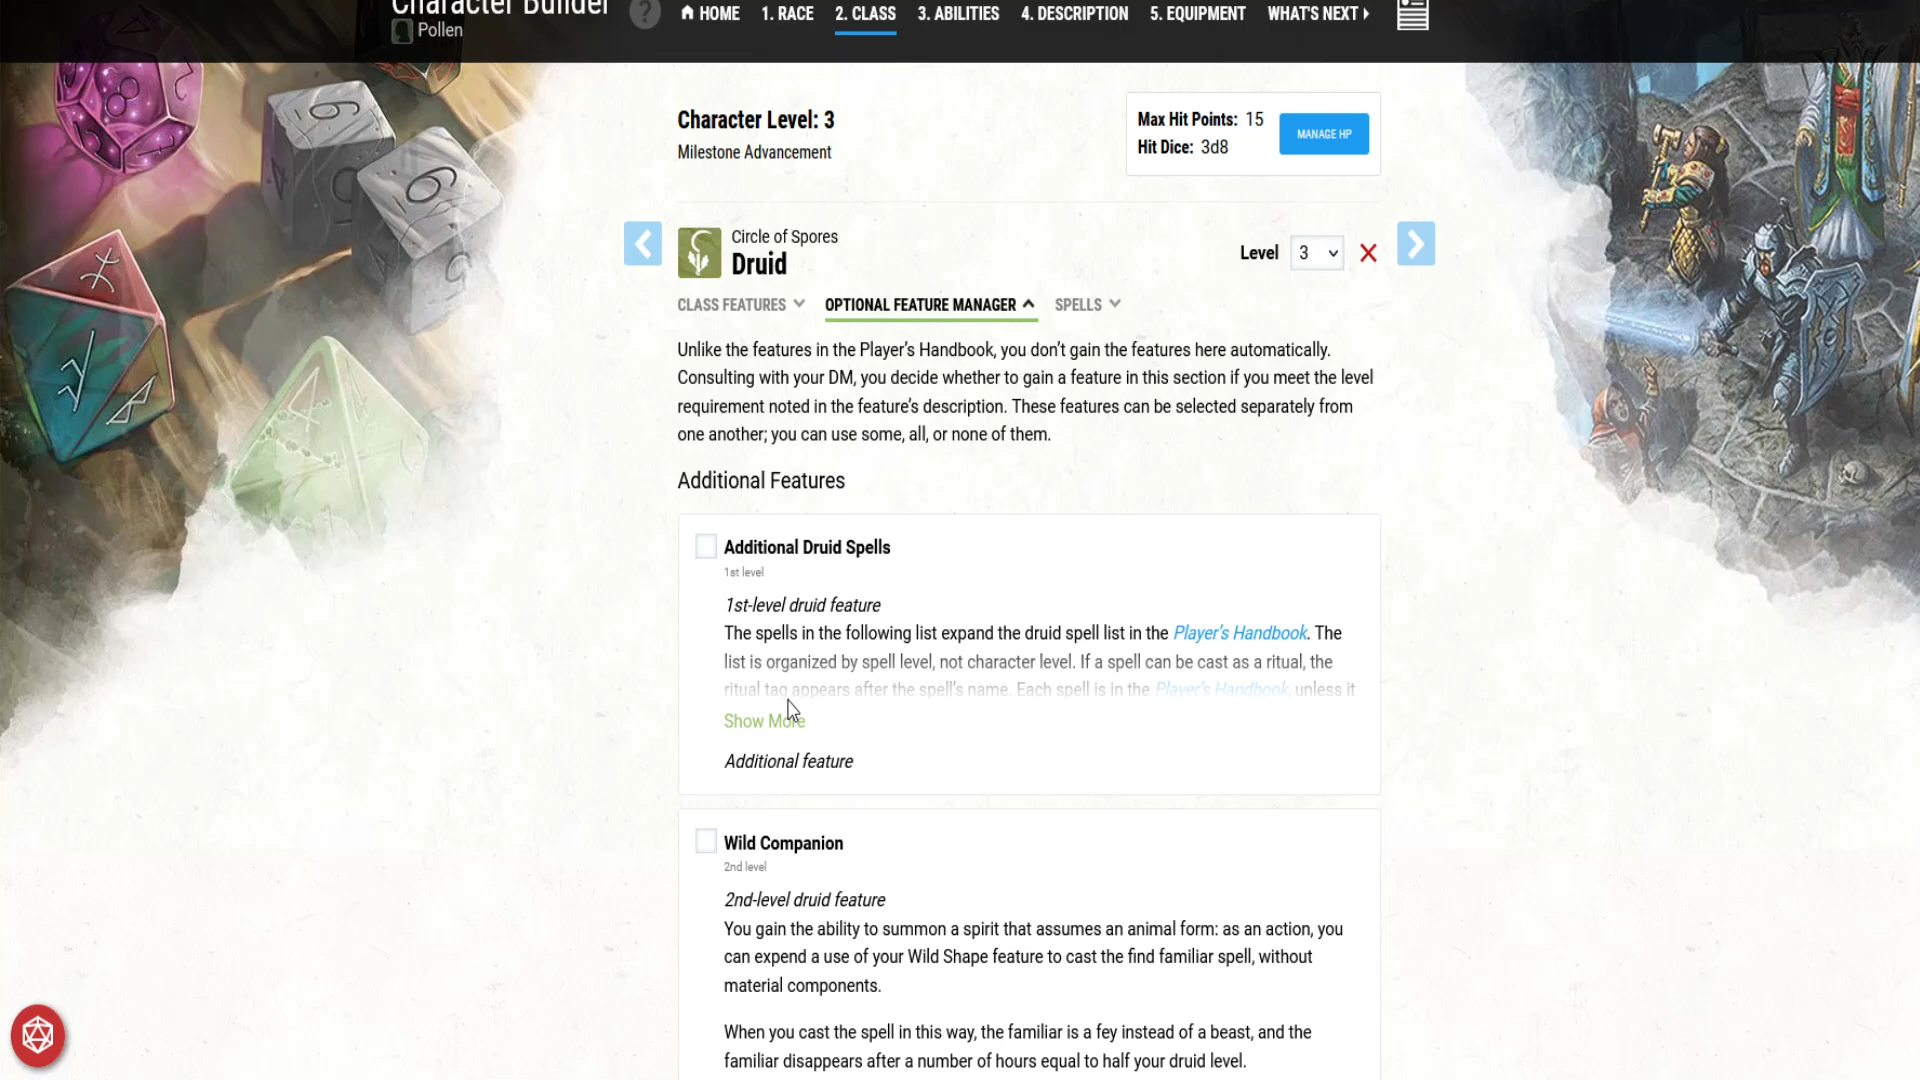 Character Builder
Pollen
?
HOME
1. RACE
2. CLASS
3. ABILITIES
4. DESCRIPTION
5. EQUIPMENT
WHAT'S NEXT
Character Level: 3
Milestone Advancement
Max Hit Points: 15
Hit Dice: 3d8
MANAGE HP
Circle of Spores
Druid
Level 3
CLASS FEATURES
OPTIONAL FEATURE MANAGER
SPELLS
Unlike the features in the Player's Handbook, you don't gain the features here automatically.
Consulting with your DM, you decide whether to gain a feature in this section if you meet the level
requirement noted in the feature's description. These features can be selected separately from
one another; you can use some, all, or none of them.
Additional Features
Additional Druid Spells
1st level
1st-level druid feature
The spells in the following list expand the druid spell list in the Player's Handbook. The
list is organized by spell level, not character level. If a spell can be cast as a ritual, the
ritual tag appears after the spell's name. Each spell is in the Player's Handbook, unless it
Show More
Additional feature
Wild Companion
2nd level
2nd-level druid feature
You gain the ability to summon a spirit that assumes an animal form: as an action, you
can expend a use of your Wild Shape feature to cast the find familiar spell, without
material components.
When you cast the spell in this way, the familiar is a fey instead of a beast, and the
familiar disappears after a number of hours equal to half your druid level.